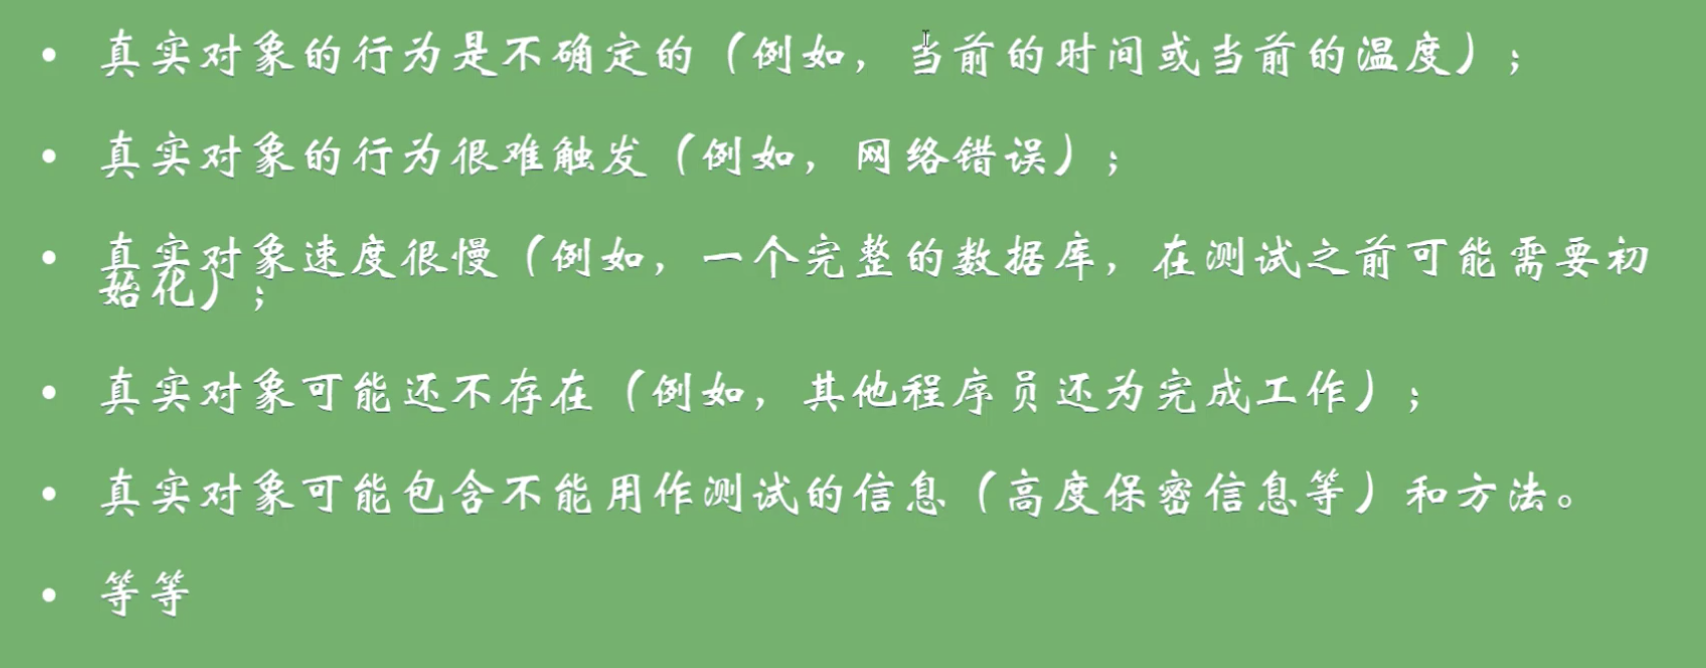 • 真实对象的行为是不确定的（例如，当前的时间或当前的温度）；
• 真实对象的行为很难触发（例如，网络错误）；
• 真实对象速度很慢（例如，一个完整的数据库，在测试之前可能需要初
始花）；
• 真实对象可能还不存在（例如，其他程序员还为完成工作）；
• 真实对象可能包含不能用作测试的信息（高度保密信息等）和方法。
• 等等